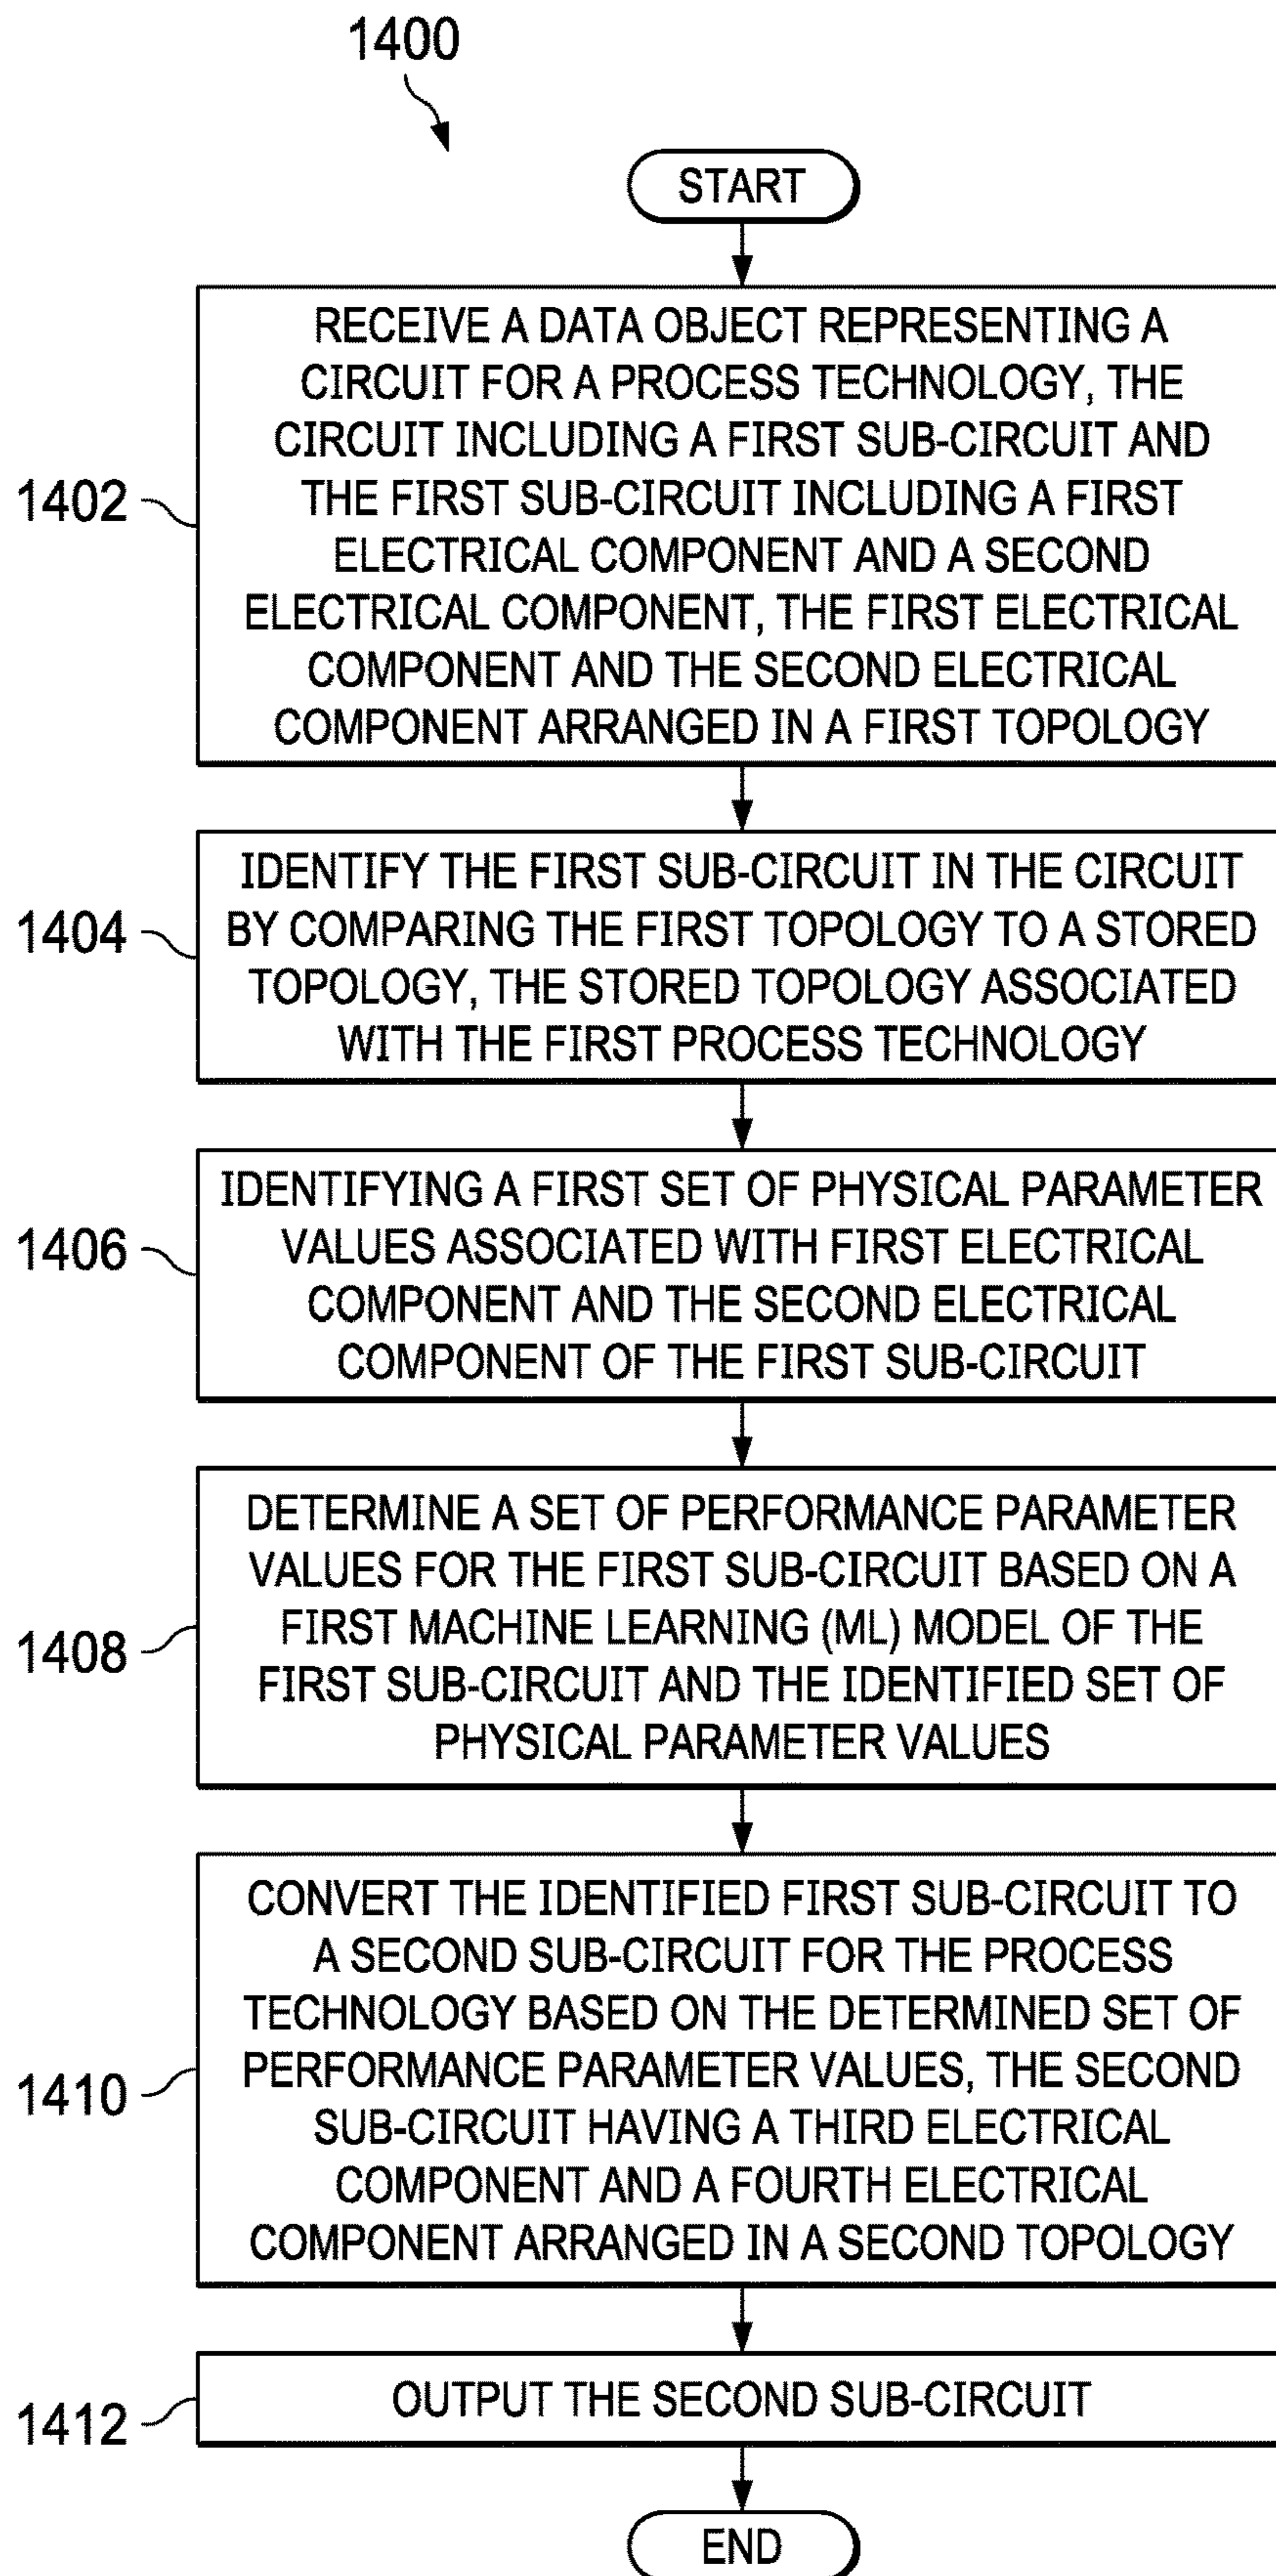 1400
START
1402
RECEIVE A DATA OBJECT REPRESENTING A
CIRCUIT FOR A PROCESS TECHNOLOGY, THE
CIRCUIT INCLUDING A FIRST SUB-CIRCUIT AND
THE FIRST SUB-CIRCUIT INCLUDING A FIRST
ELECTRICAL COMPONENT AND A SECOND
ELECTRICAL COMPONENT, THE FIRST ELECTRICAL
COMPONENT AND THE SECOND ELECTRICAL
COMPONENT ARRANGED IN A FIRST TOPOLOGY
1404
IDENTIFY THE FIRST SUB-CIRCUIT IN THE CIRCUIT
BY COMPARING THE FIRST TOPOLOGY TO A STORED
TOPOLOGY, THE STORED TOPOLOGY ASSOCIATED
WITH THE FIRST PROCESS TECHNOLOGY
1406
IDENTIFYING A FIRST SET OF PHYSICAL PARAMETER
VALUES ASSOCIATED WITH FIRST ELECTRICAL
COMPONENT AND THE SECOND ELECTRICAL
COMPONENT OF THE FIRST SUB-CIRCUIT
1408
DETERMINE A SET OF PERFORMANCE PARAMETER
VALUES FOR THE FIRST SUB-CIRCUIT BASED ON A
FIRST MACHINE LEARNING (ML) MODEL OF THE
FIRST SUB-CIRCUIT AND THE IDENTIFIED SET OF
PHYSICAL PARAMETER VALUES
1410
CONVERT THE IDENTIFIED FIRST SUB-CIRCUIT TO
A SECOND SUB-CIRCUIT FOR THE PROCESS
TECHNOLOGY BASED ON THE DETERMINED SET OF
PERFORMANCE PARAMETER VALUES, THE SECOND
SUB-CIRCUIT HAVING A THIRD ELECTRICAL
COMPONENT AND A FOURTH ELECTRICAL
COMPONENT ARRANGED IN A SECOND TOPOLOGY
1412
OUTPUT THE SECOND SUB-CIRCUIT
END